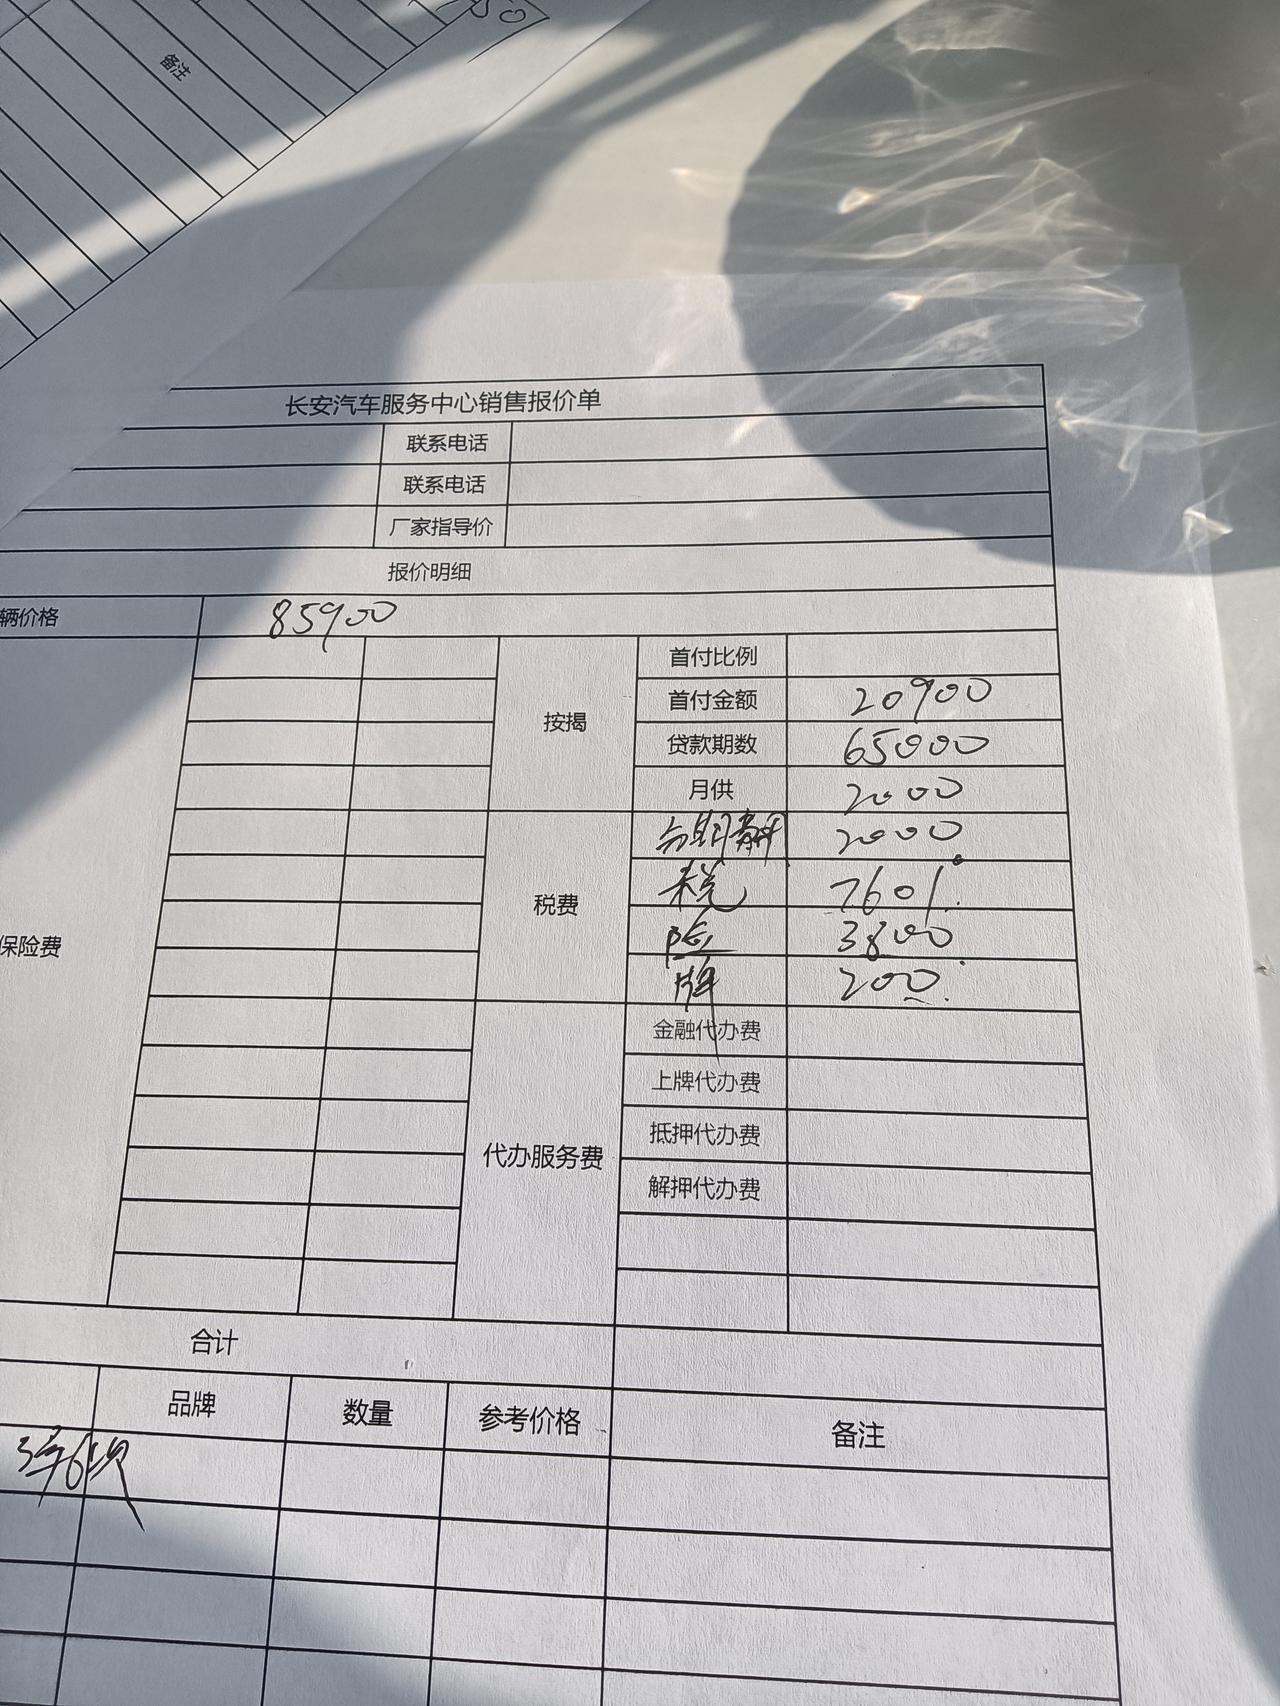 50
备注
长安汽车服务中心销售报价单
联系电话
联系电话
厂家指导价
报价明细
辆价格 85900
首付比例
首付金额 20900
按揭
贷款期数 65000
月供 2000
分期 2000
税 7601
税费
险 3800
保险费
牌 200
金融代办费
上牌代办费
抵押代办费
代办服务费
解押代办费
合计
品牌 数量 参考价格 备注
3年6次